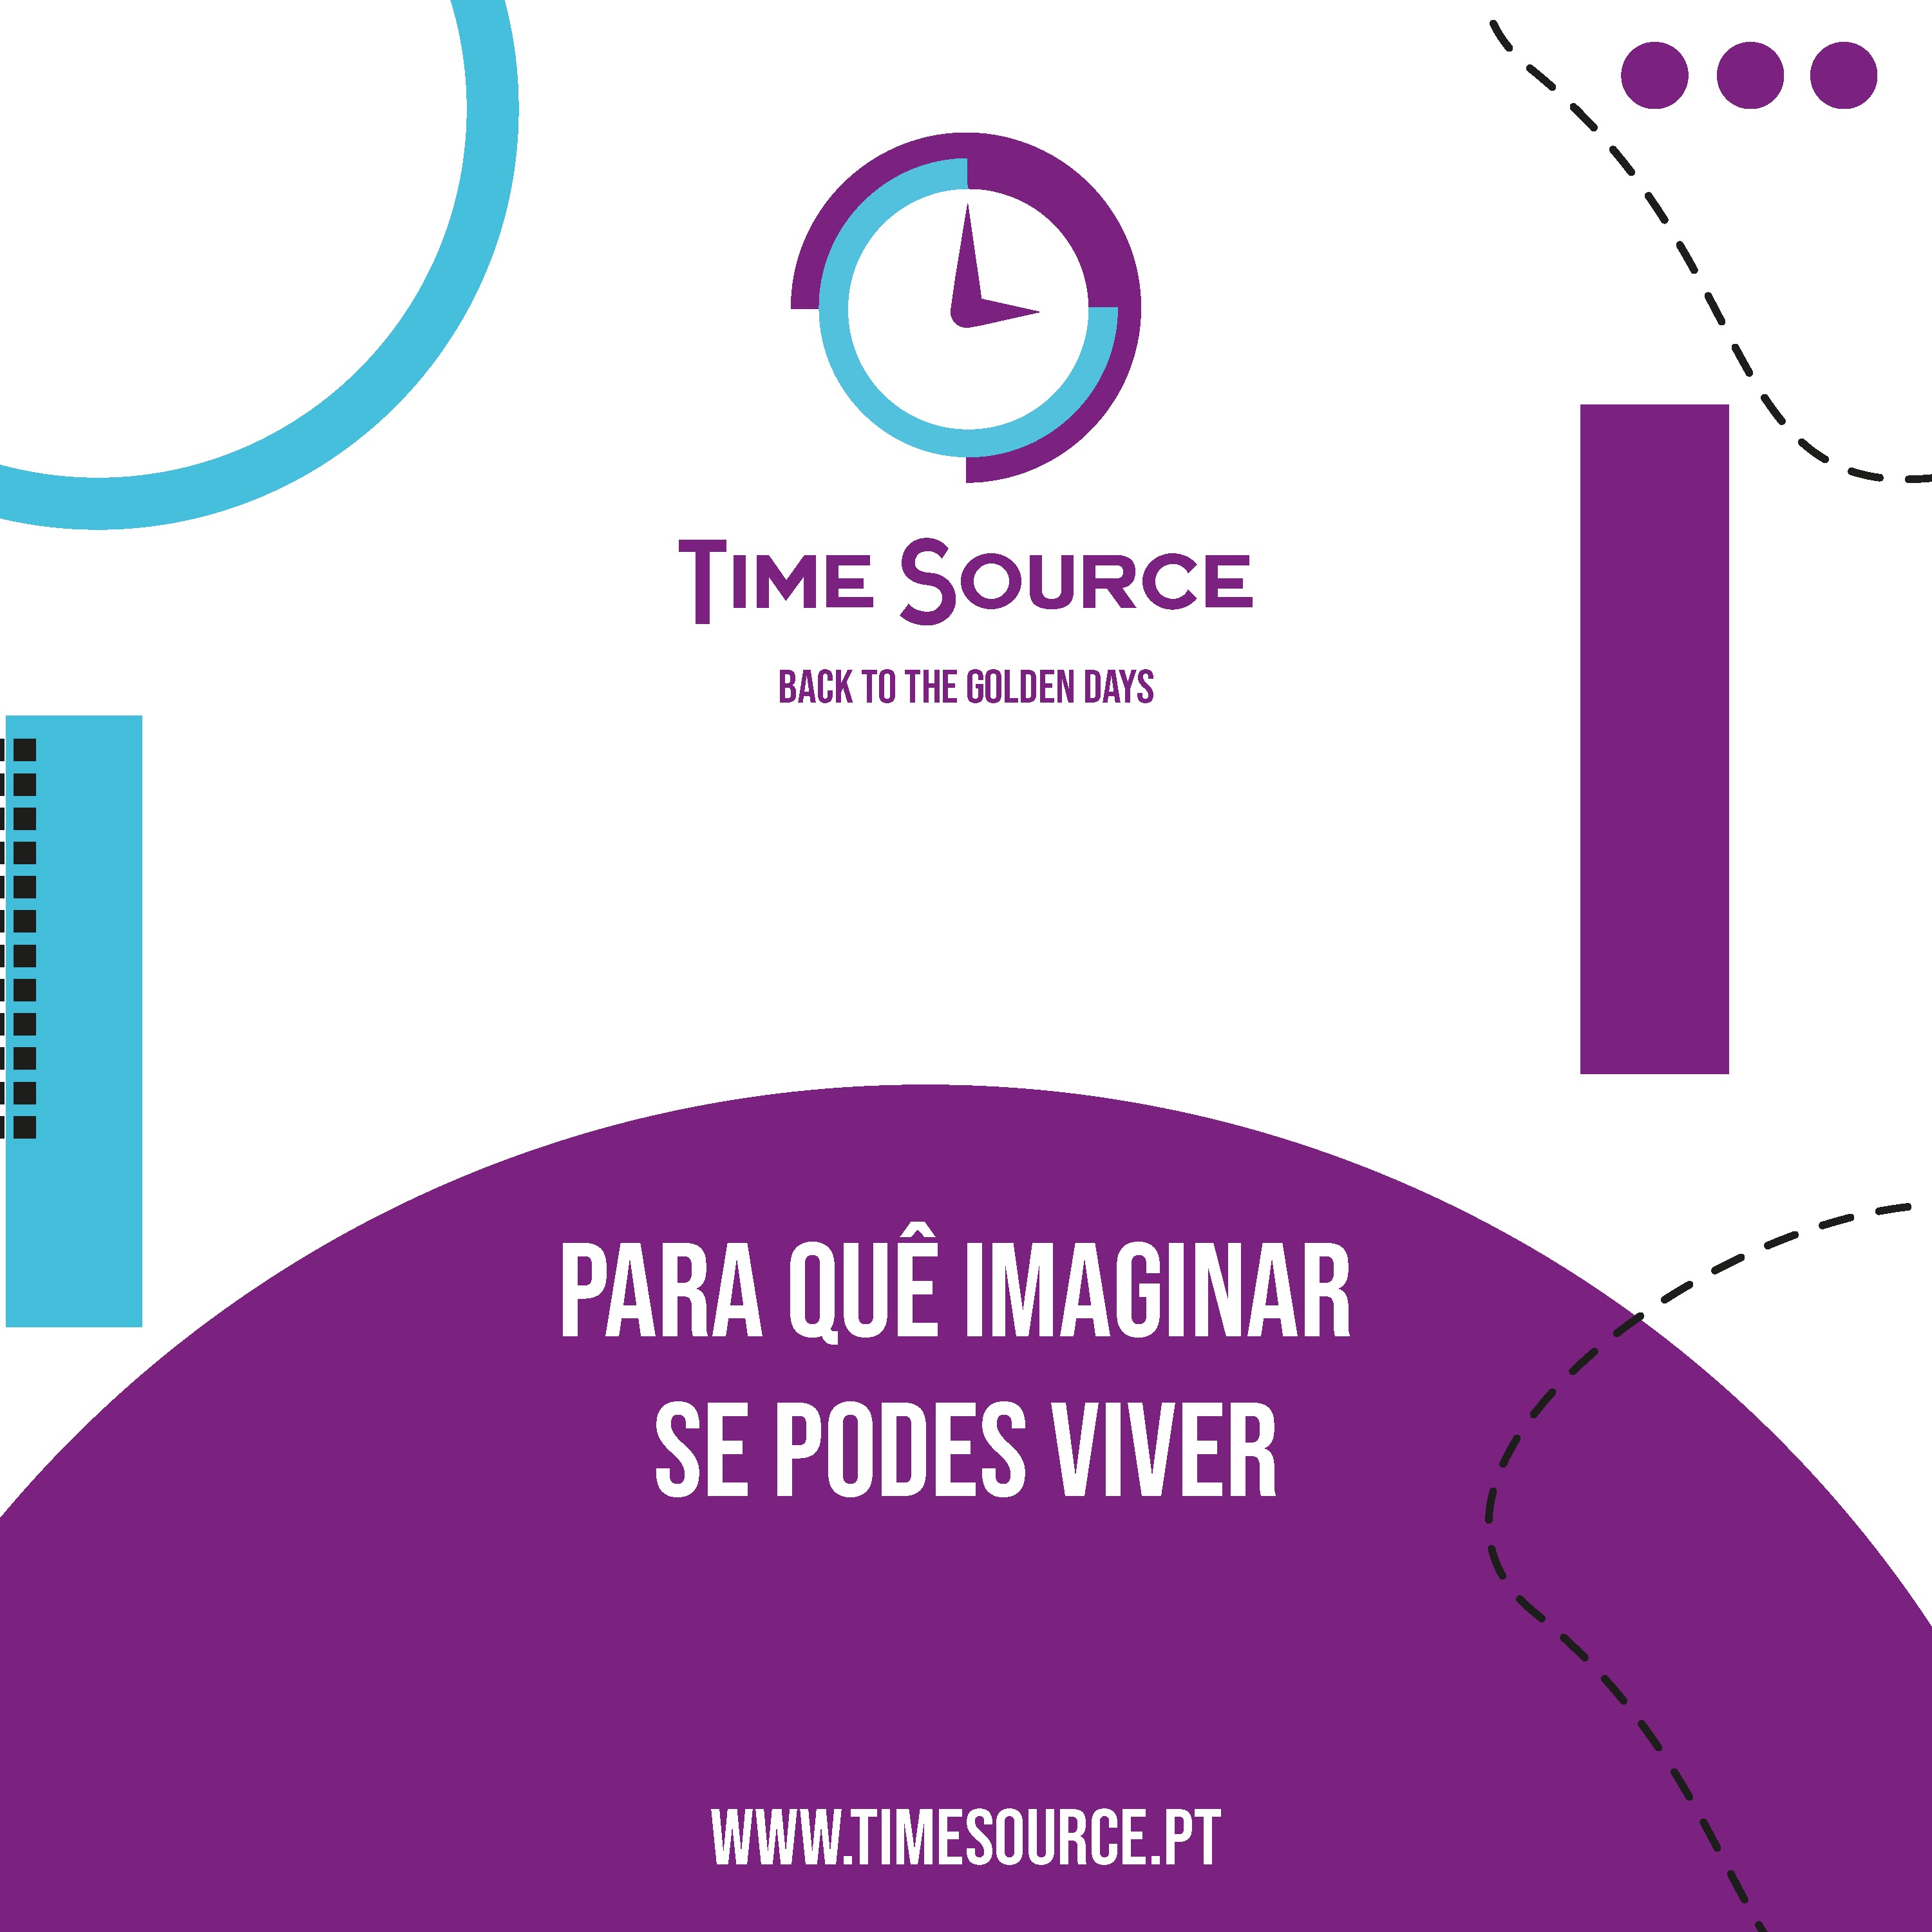 TIME SOURCE
BACK TO THE GOLDEN DAYS
PARA QUÊ IMAGINAR
SE PODES VIVER
WWW.TIMESOURCE.PT